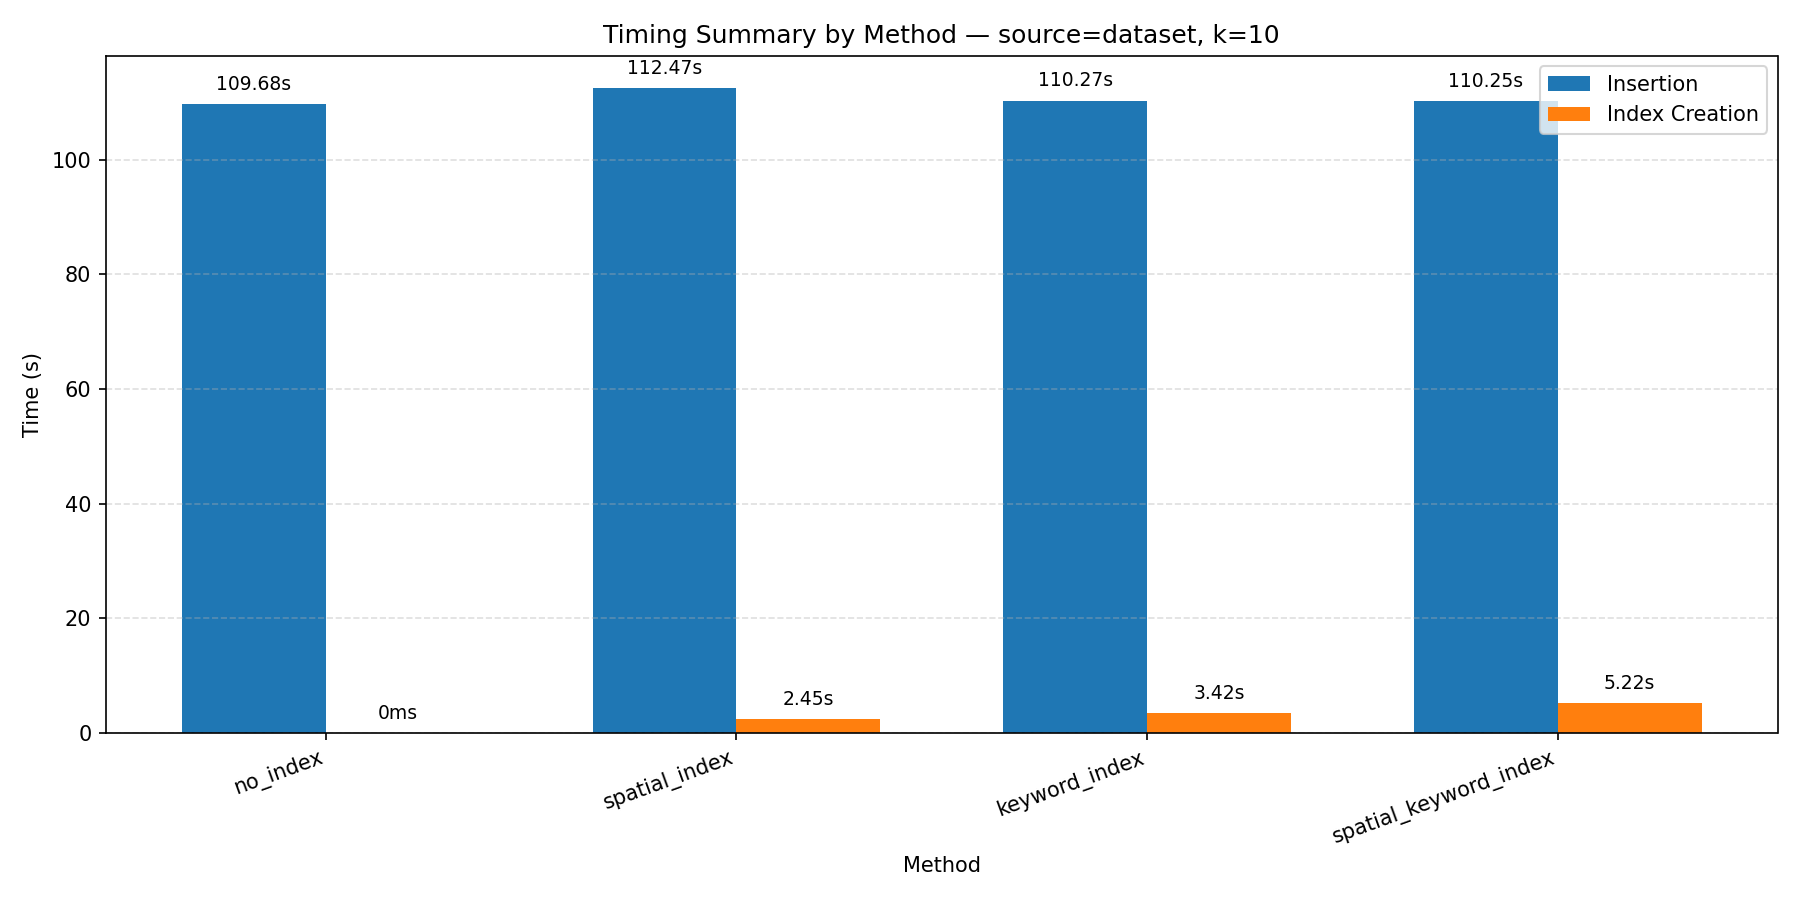 Timing Summary by Method — source=dataset, k=10
109.68s
112.47s
110.27s
110.25s
Insertion
Index Creation
100
80
60
40
20
0
Time (s)
0ms
2.45s
3.42s
5.22s
no_index
spatial_index
keyword_index
spatial_keyword_index
Method